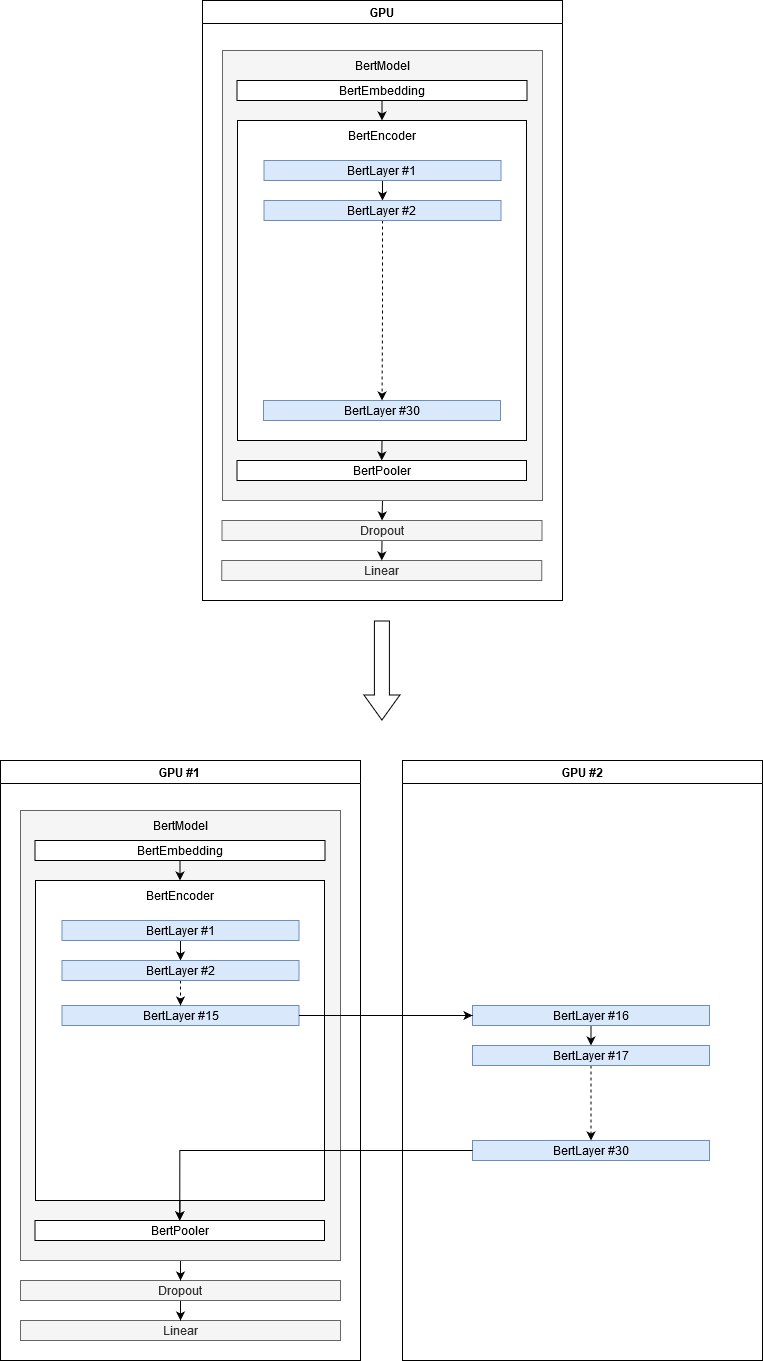 GPU
BertModel
BertEmbedding
BertEncoder
BertLayer #1
BertLayer #2
BertLayer #30
BertPooler
Dropout
Linear
GPU #1
BertModel
BertEmbedding
BertEncoder
BertLayer #1
BertLayer #2
BertLayer #15
BertPooler
Dropout
Linear
GPU #2
BertLayer #16
BertLayer #17
BertLayer #30